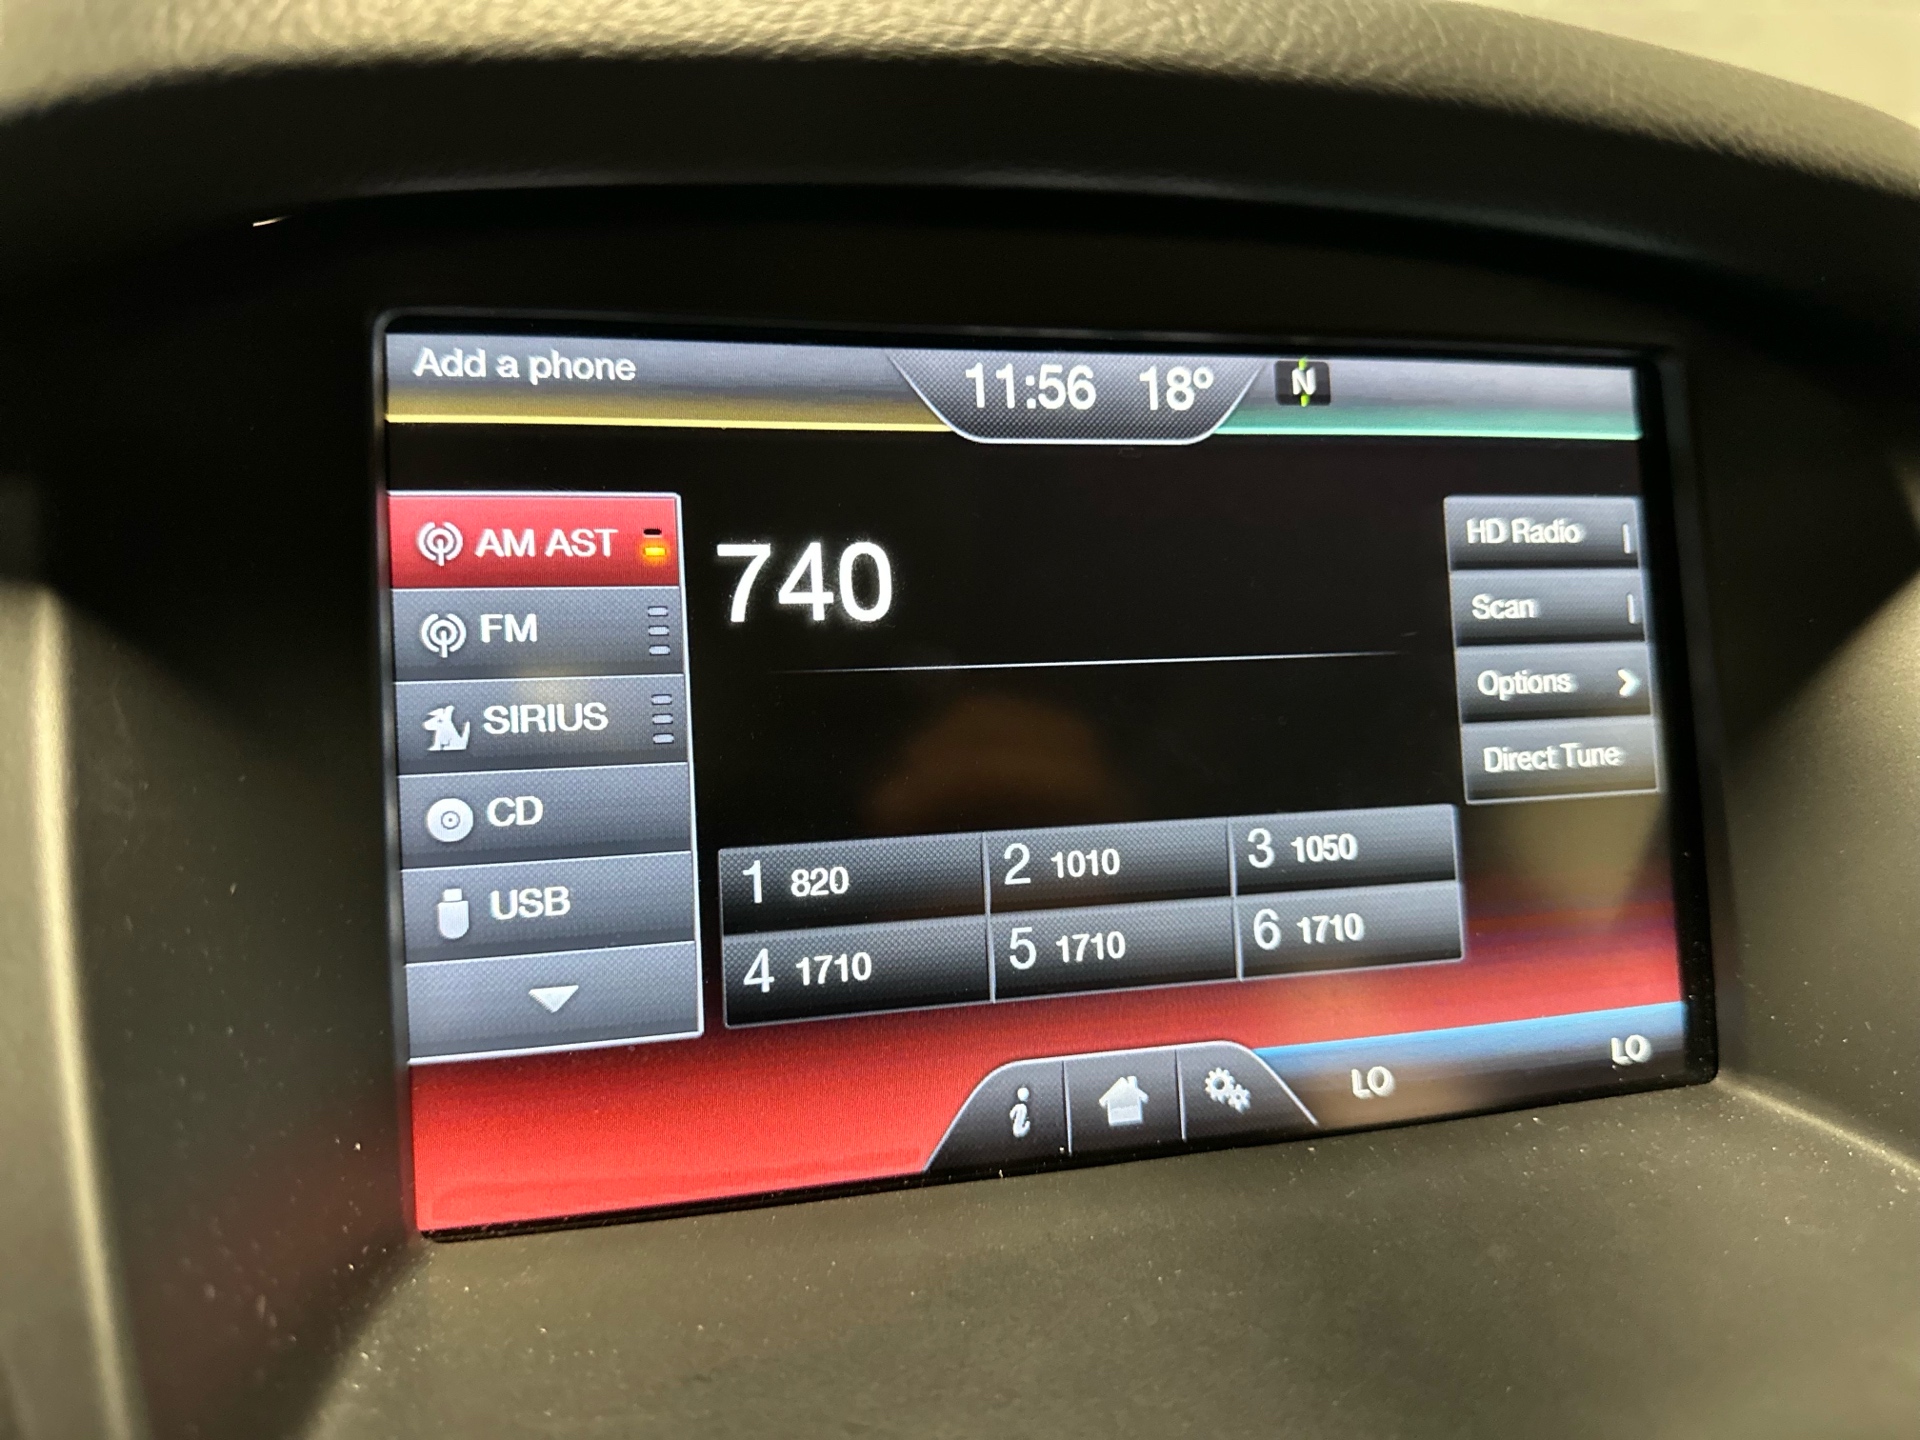 Add a phone
11:56 18° N
AM AST
FM
SIRIUS
CD
USB
740
HD Radio
Scan
Options
Direct Tune
1 820
2 1010
3 1050
4 1710
5 1710
6 1710
i
LO
LO